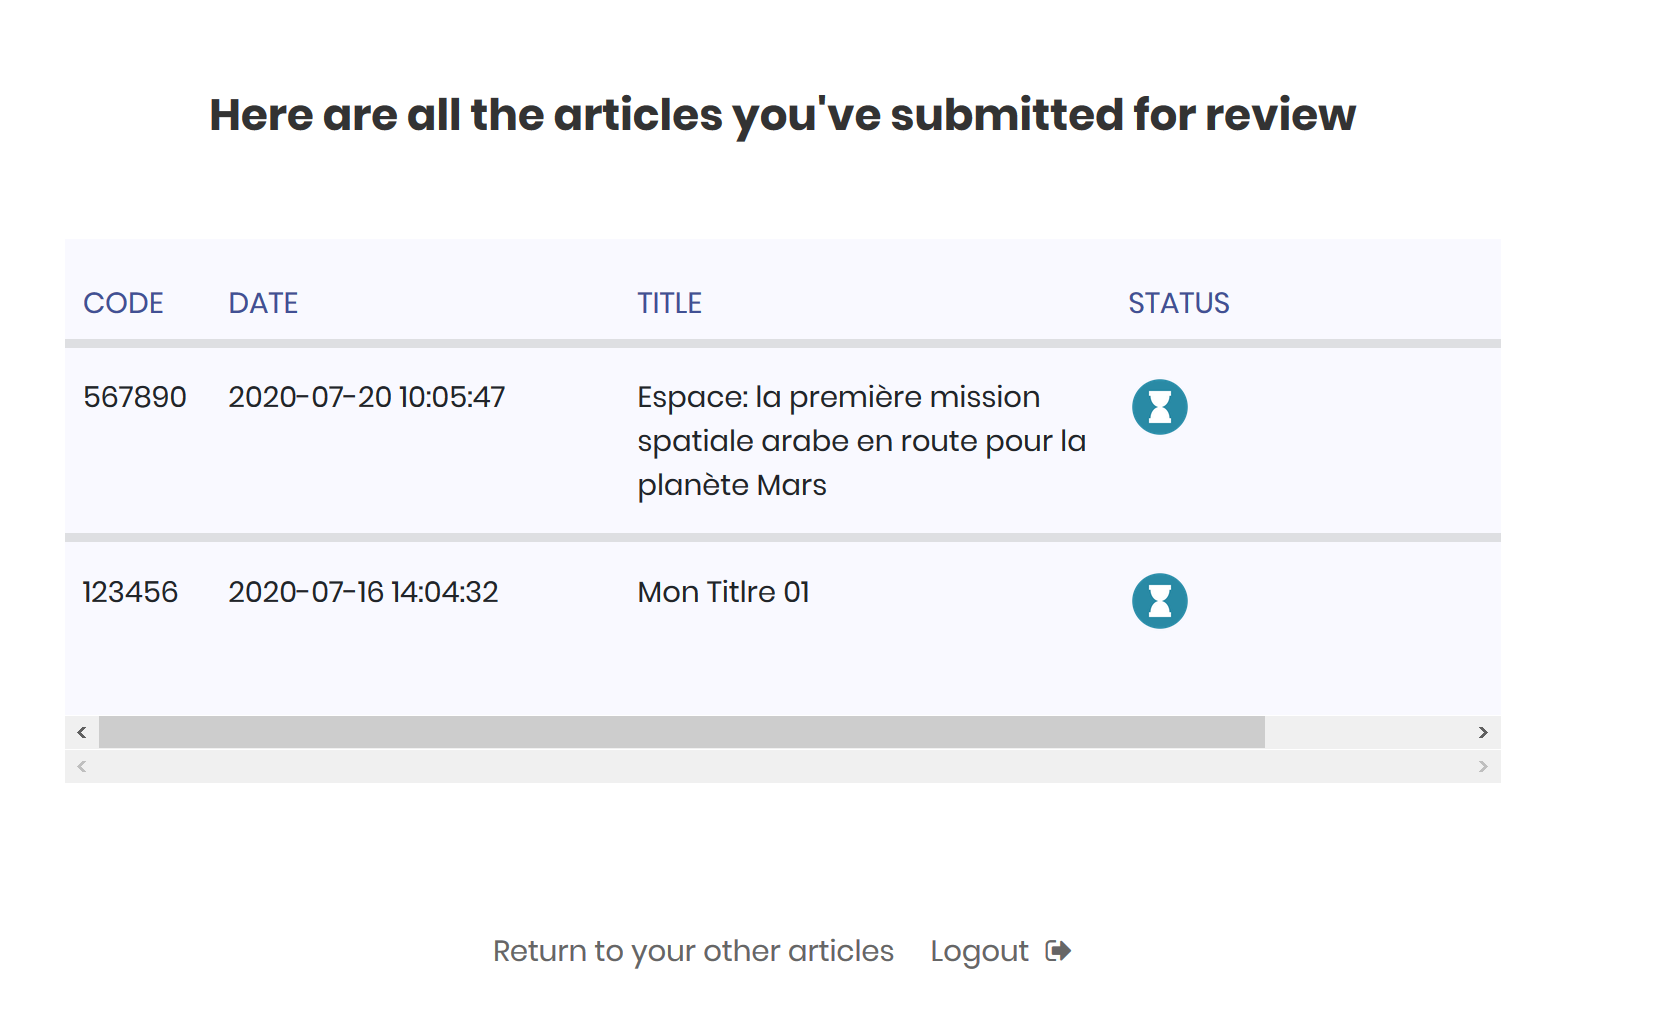 Here are all the articles you've submitted for review
CODE DATE TITLE STATUS
567890 2020-07-20 10:05:47 Espace: la première mission
spatiale arabe en route pour la
planète Mars
123456 2020-07-16 14:04:32 Mon Titlre 01
Return to your other articles Logout